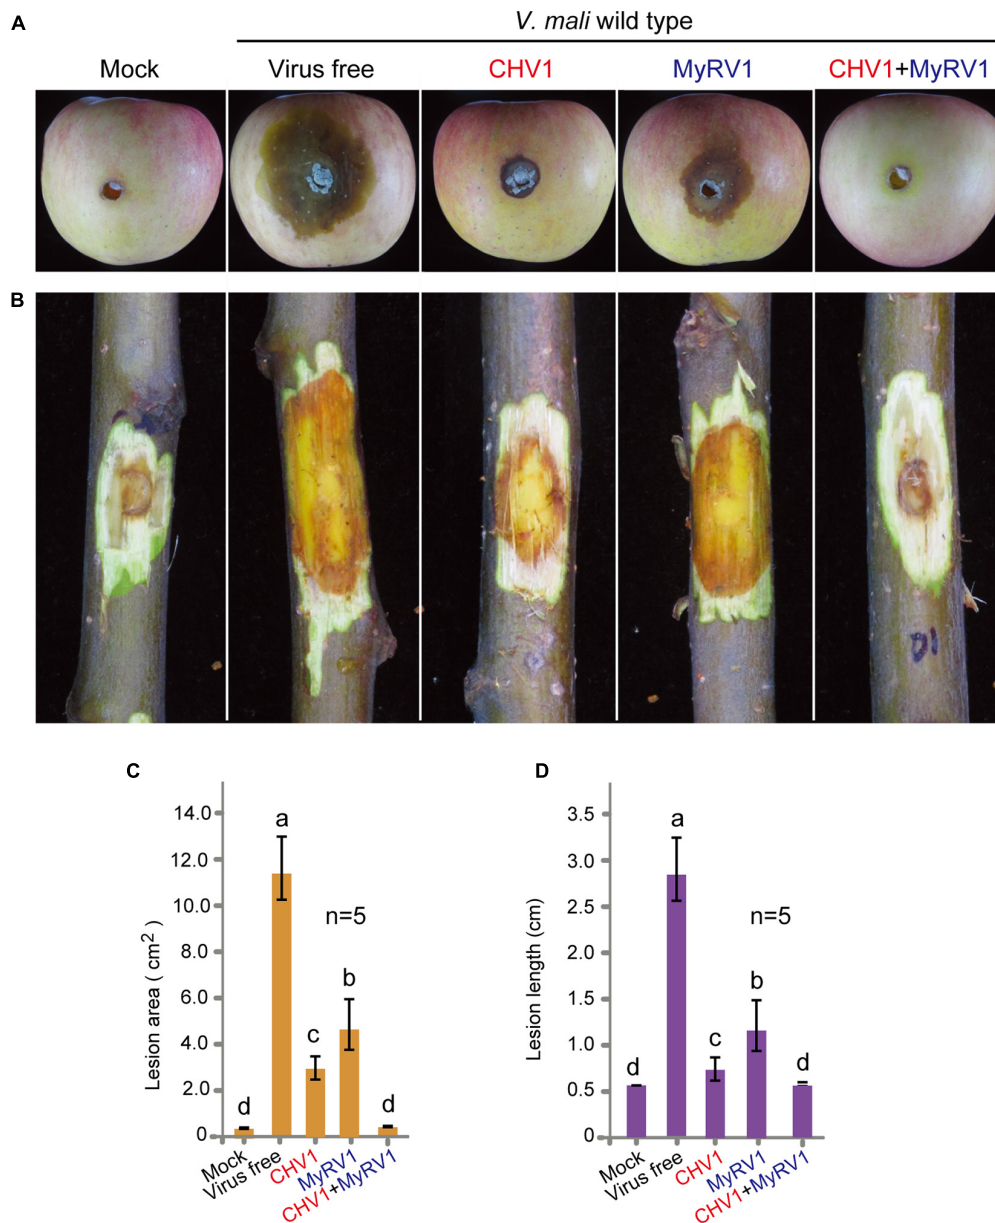 A
V. mali wild type
Mock Virus free CHV1 MyRV1 CHV1+MyRV1
B
D1
C
Lesion area ( cm2 )
14.0
12.0
10.0
8.0
6.0
4.0
2.0
0
a
n=5
b
c
d
d
Mock
Virus free
CHV1
MyRV1
CHV1+MyRV1
D
Lesion length (cm)
3.5
3.0
2.5
2.0
1.5
1.0
0.5
0
a
n=5
b
c
d
d
Mock
Virus free
CHV1
MyRV1
CHV1+MyRV1